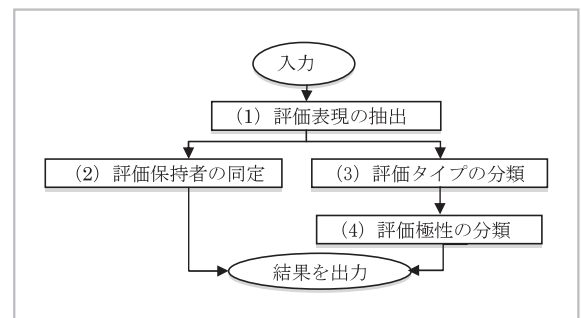 入力
（1）評価表現の抽出
（2）評価保持者の同定
（3）評価タイプの分類
（4）評価極性の分類
結果を出力